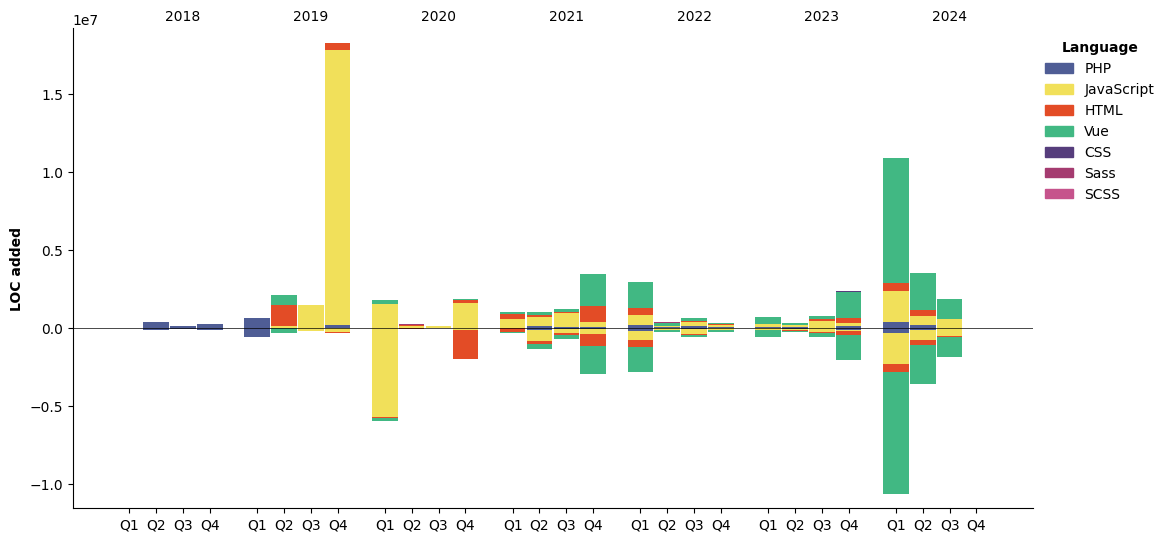 1e7
2018 2019 2020 2021 2022 2023 2024
Language
PHP
JavaScript
HTML
Vue
CSS
Sass
SCSS
LOC added
1.5
1.0
0.5
0.0
−0.5
−1.0
Q1 Q2 Q3 Q4 Q1 Q2 Q3 Q4 Q1 Q2 Q3 Q4 Q1 Q2 Q3 Q4 Q1 Q2 Q3 Q4 Q1 Q2 Q3 Q4 Q1 Q2 Q3 Q4